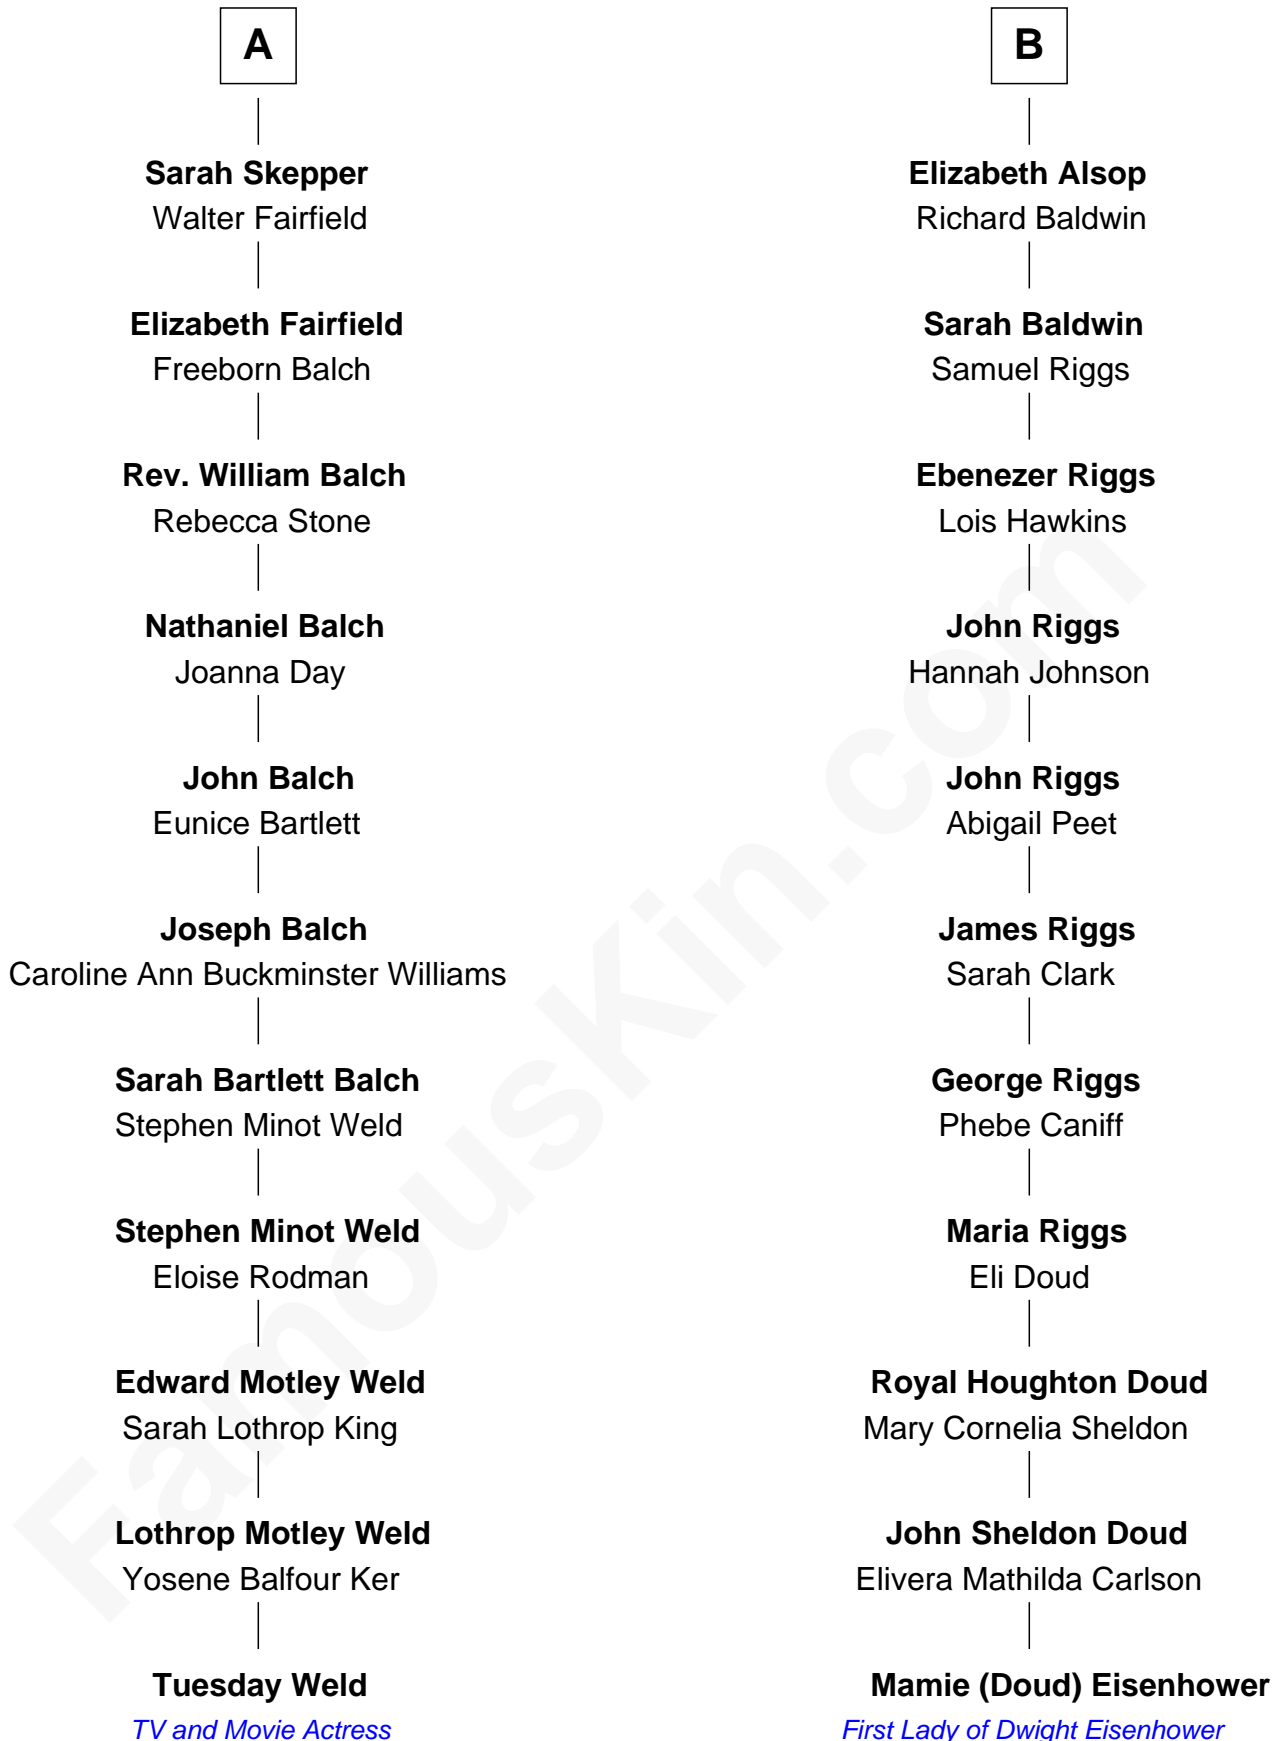 A
Sarah Skepper
Walter Fairfield
Elizabeth Fairfield
Freeborn Balch
Rev. William Balch
Rebecca Stone
Nathaniel Balch
Joanna Day
John Balch
Eunice Bartlett
Joseph Balch
Caroline Ann Buckminster Williams
Sarah Bartlett Balch
Stephen Minot Weld
Stephen Minot Weld
Eloise Rodman
Edward Motley Weld
Sarah Lothrop King
Lothrop Motley Weld
Yosene Balfour Ker
Tuesday Weld
TV and Movie Actress
B
Elizabeth Alsop
Richard Baldwin
Sarah Baldwin
Samuel Riggs
Ebenezer Riggs
Lois Hawkins
John Riggs
Hannah Johnson
John Riggs
Abigail Peet
James Riggs
Sarah Clark
George Riggs
Phebe Caniff
Maria Riggs
Eli Doud
Royal Houghton Doud
Mary Cornelia Sheldon
John Sheldon Doud
Elivera Mathilda Carlson
Mamie (Doud) Eisenhower
First Lady of Dwight Eisenhower
FamousKin.com